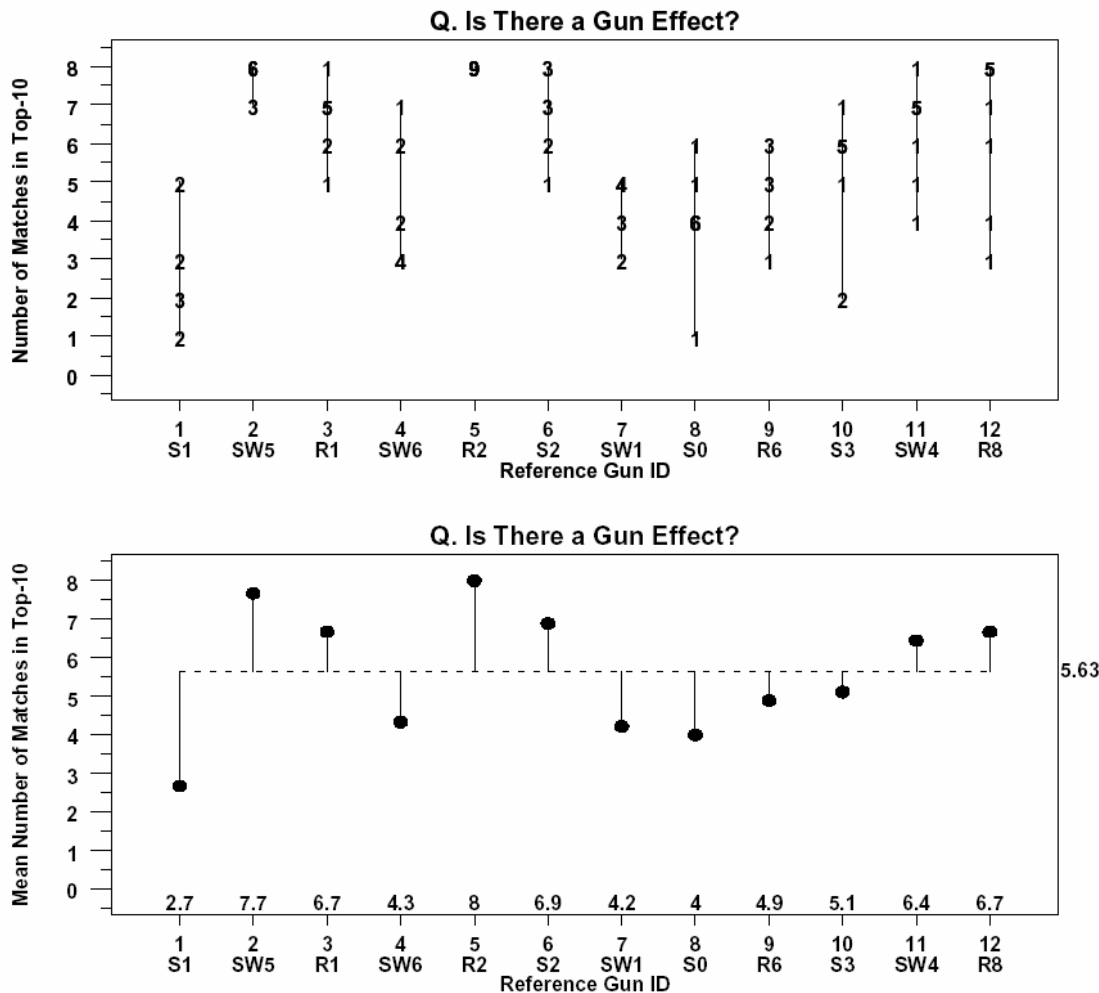 Q. Is There a Gun Effect?
Number of Matches in Top-10
8 6 1 9 3 1 5
7 3 5 1 3 1 5 1
6 2 2 2 1 3 5 1 1
5 2 1 1 4 1 3 1 1
4 2 3 6 2 1 1
3 2 4 2 1 1
2 3 2
1 2 1
0
1 2 3 4 5 6 7 8 9 10 11 12
S1 SW5 R1 SW6 R2 S2 SW1 S0 R6 S3 SW4 R8
Reference Gun ID
Q. Is There a Gun Effect?
Mean Number of Matches in Top-10
8
7
6
5.63
5
4
3
2
1
0
2.7 7.7 6.7 4.3 8 6.9 4.2 4 4.9 5.1 6.4 6.7
1 2 3 4 5 6 7 8 9 10 11 12
S1 SW5 R1 SW6 R2 S2 SW1 S0 R6 S3 SW4 R8
Reference Gun ID